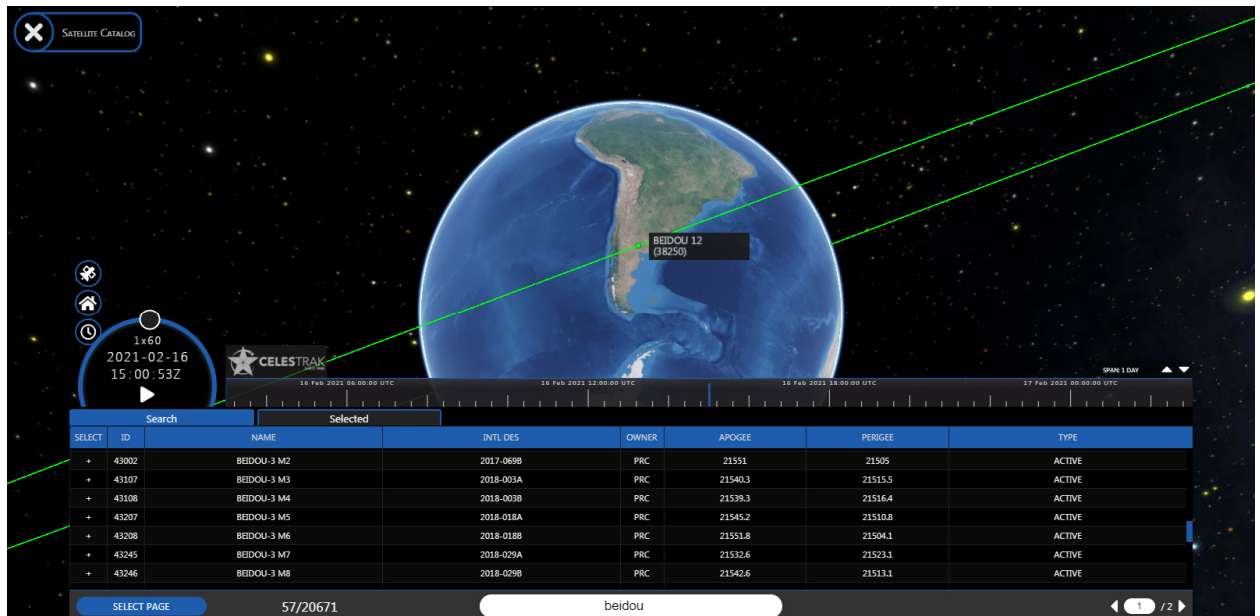 SATELLITE CATALOG
BEIDOU 12
(38250)
1x60
2021-02-16
15:00:53Z
CELESTRAK
SPAN: 1 DAY
16 Feb 2021 06:00:00 UTC 16 Feb 2021 12:00:00 UTC 16 Feb 2021 18:00:00 UTC 17 Feb 2021 00:00:00 UTC
Search Selected
SELECT ID NAME INTL DES OWNER APOGEE PERIGEE TYPE
+ 43002 BEIDOU-3 M2 2017-069B PRC 21551 21505 ACTIVE
+ 43107 BEIDOU-3 M3 2018-003A PRC 21540.3 21515.5 ACTIVE
+ 43108 BEIDOU-3 M4 2018-003B PRC 21539.3 21516.4 ACTIVE
+ 43207 BEIDOU-3 M5 2018-018A PRC 21545.2 21510.8 ACTIVE
+ 43208 BEIDOU-3 M6 2018-018B PRC 21551.8 21504.1 ACTIVE
+ 43245 BEIDOU-3 M7 2018-029A PRC 21532.6 21523.1 ACTIVE
+ 43246 BEIDOU-3 M8 2018-029B PRC 21542.6 21513.1 ACTIVE
SELECT PAGE 57/20671 beidou 1 /2